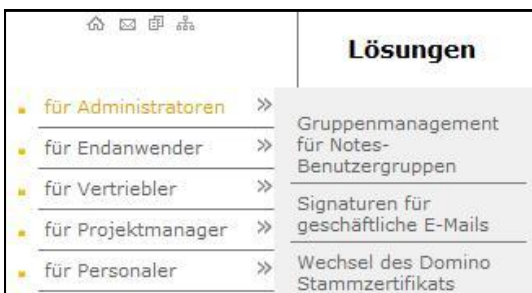 Lösungen
für Administratoren »
für Endanwender »
für Vertriebler »
für Projektmanager »
für Personaler »
Gruppenmanagement
für Notes-
Benutzergruppen
Signaturen für
geschäftliche E-Mails
Wechsel des Domino
Stammzertifikats